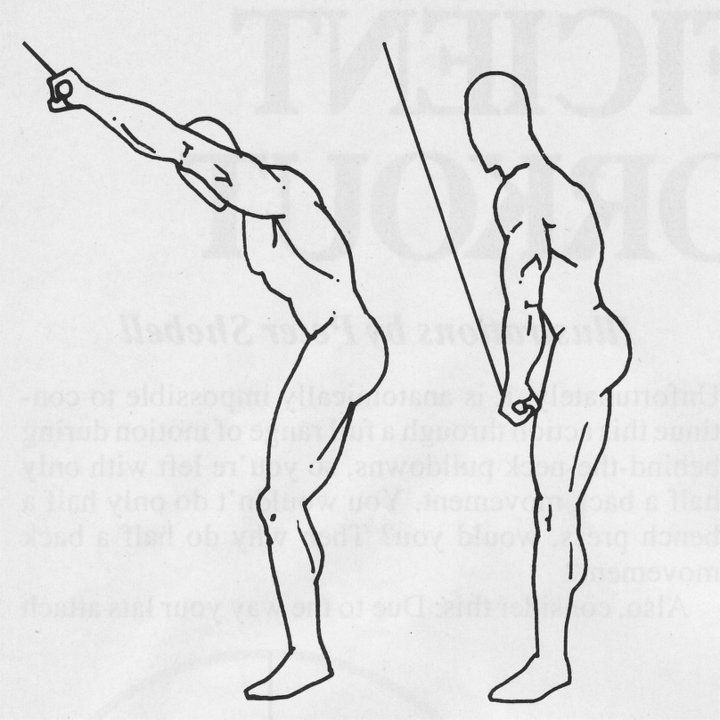 FICIENT
ORKOUT
Illustrations by Peter Shebell
Unfortunately, it is anatomically impossible to con-
tinue this action through a full range of motion during
behind-the-neck pulldowns, so you're left with only
half a back movement. You wouldn't do only half a
bench press, would you? Then why do half a back
movement?
Also, consider this: Due to the way your lats attach